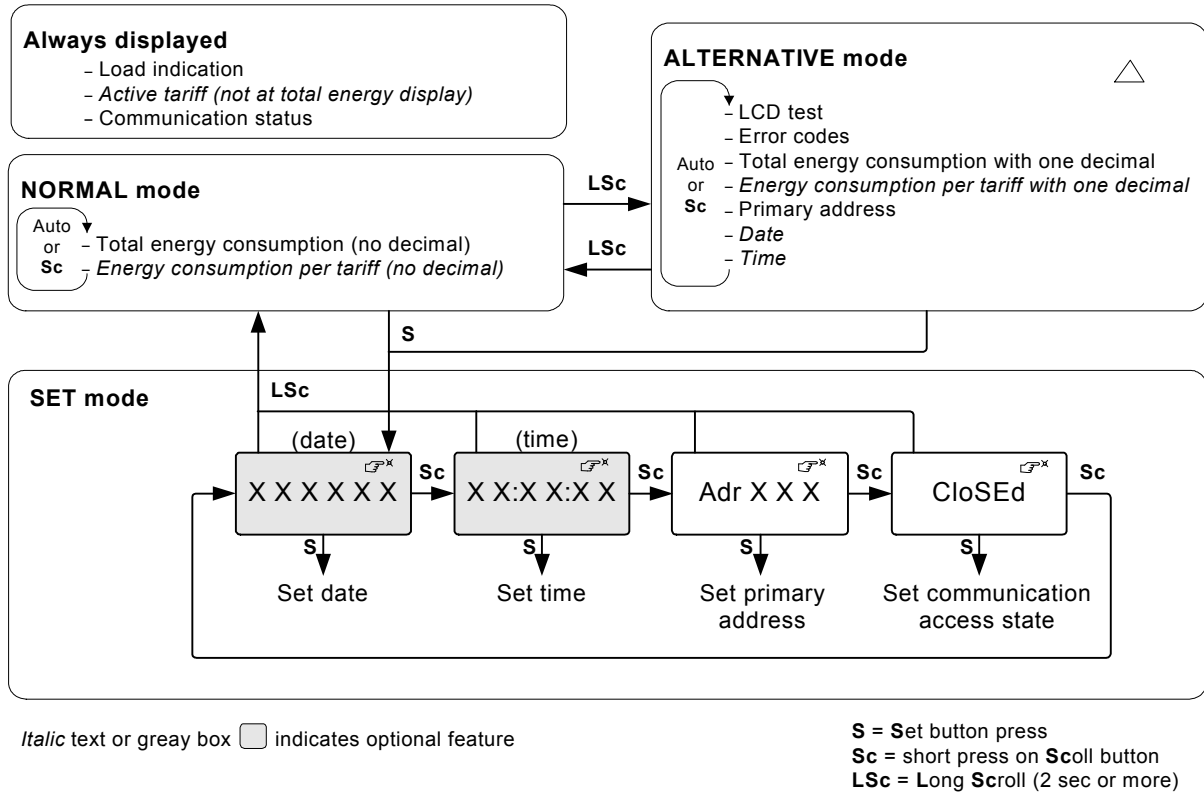 Always displayed
– Load indication
– Active tariff (not at total energy display)
– Communication status
ALTERNATIVE mode
Auto
or
Sc
– LCD test
– Error codes
– Total energy consumption with one decimal
– Energy consumption per tariff with one decimal
– Primary address
– Date
– Time
NORMAL mode
Auto
or
Sc
– Total energy consumption (no decimal)
– Energy consumption per tariff (no decimal)
LSc
LSc
S
LSc
SET mode
(date)
(time)
X X X X X X
Sc
X X:X X:X X
Sc
Adr X X X
Sc
CloSEd
Sc
S
S
S
S
Set date
Set time
Set primary
address
Set communication
access state
Italic text or greay box indicates optional feature
S = Set button press
Sc = short press on Scoll button
LSc = Long Scroll (2 sec or more)